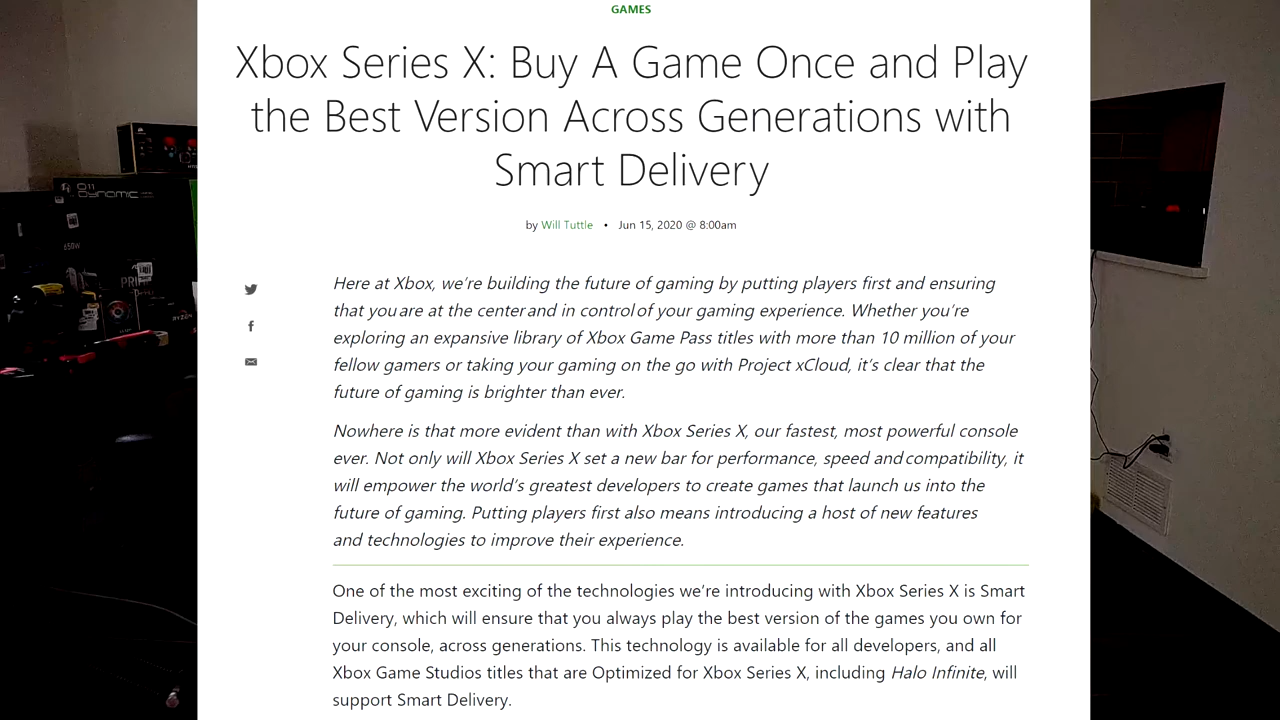 GAMES
Xbox Series X: Buy A Game Once and Play
the Best Version Across Generations with
Smart Delivery
by Will Tuttle • Jun 15, 2020 @ 8:00am
Here at Xbox, we’re building the future of gaming by putting players first and ensuring
that you are at the center and in control of your gaming experience. Whether you’re
exploring an expansive library of Xbox Game Pass titles with more than 10 million of your
fellow gamers or taking your gaming on the go with Project xCloud, it’s clear that the
future of gaming is brighter than ever.
Nowhere is that more evident than with Xbox Series X, our fastest, most powerful console
ever. Not only will Xbox Series X set a new bar for performance, speed and compatibility, it
will empower the world’s greatest developers to create games that launch us into the
future of gaming. Putting players first also means introducing a host of new features
and technologies to improve their experience.
One of the most exciting of the technologies we’re introducing with Xbox Series X is Smart
Delivery, which will ensure that you always play the best version of the games you own for
your console, across generations. This technology is available for all developers, and all
Xbox Game Studios titles that are Optimized for Xbox Series X, including Halo Infinite, will
support Smart Delivery.
O11
DYNAMIC
650W
RYZEN